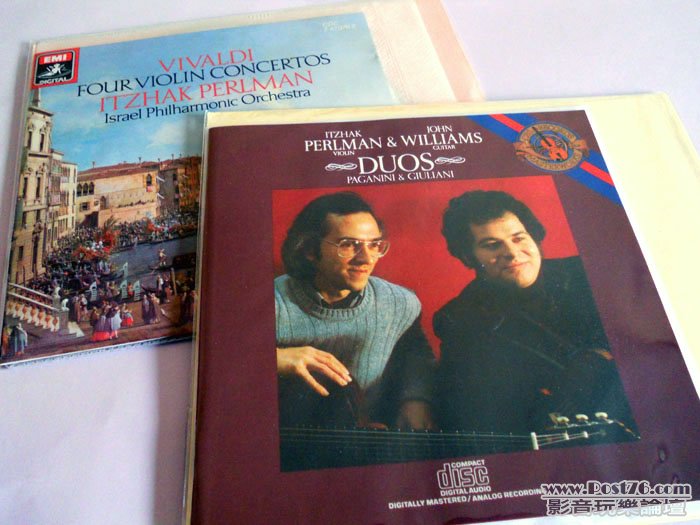 EMI
DIGITAL
VIVALDI
FOUR VIOLIN CONCERTOS
ITZHAK PERLMAN
Israel Philharmonic Orchestra
ITZHAK JOHN
PERLMAN & WILLIAMS
VIOLIN GUITAR
DUOS
PAGANINI & GIULIANI
COMPACT
disc
DIGITAL AUDIO
DIGITALLY MASTERED / ANALOG RECORDING
www.Post76.com
影音玩樂論壇